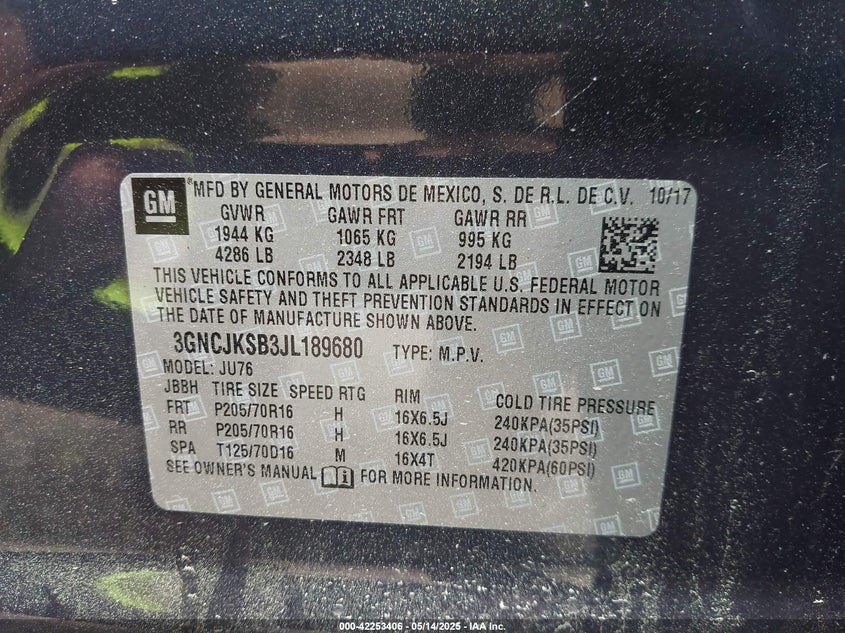 GM ®MFD BY GENERAL MOTORS DE MEXICO, S. DE R.L. DE C.V. 10/17
GVWR GAWR FRT GAWR RR
1944 KG 1065 KG 995 KG
4286 LB 2348 LB 2194 LB
THIS VEHICLE CONFORMS TO ALL APPLICABLE U.S. FEDERAL MOTOR
VEHICLE SAFETY AND THEFT PREVENTION STANDARDS IN EFFECT ON
THE DATE OF MANUFACTURE SHOWN ABOVE.
3GNCJKSB3JL189680 TYPE: M.P.V.
MODEL: JU76
JBBH TIRE SIZE SPEED RTG RIM COLD TIRE PRESSURE
FRT P205/70R16 H 16X6.5J 240KPA(35PSI)
RR P205/70R16 H 16X6.5J 240KPA(35PSI)
SPA T125/70D16 M 16X4T 420KPA(60PSI)
SEE OWNER'S MANUAL FOR MORE INFORMATION.
000-42253406 — 05/14/2025 — IAA Inc.